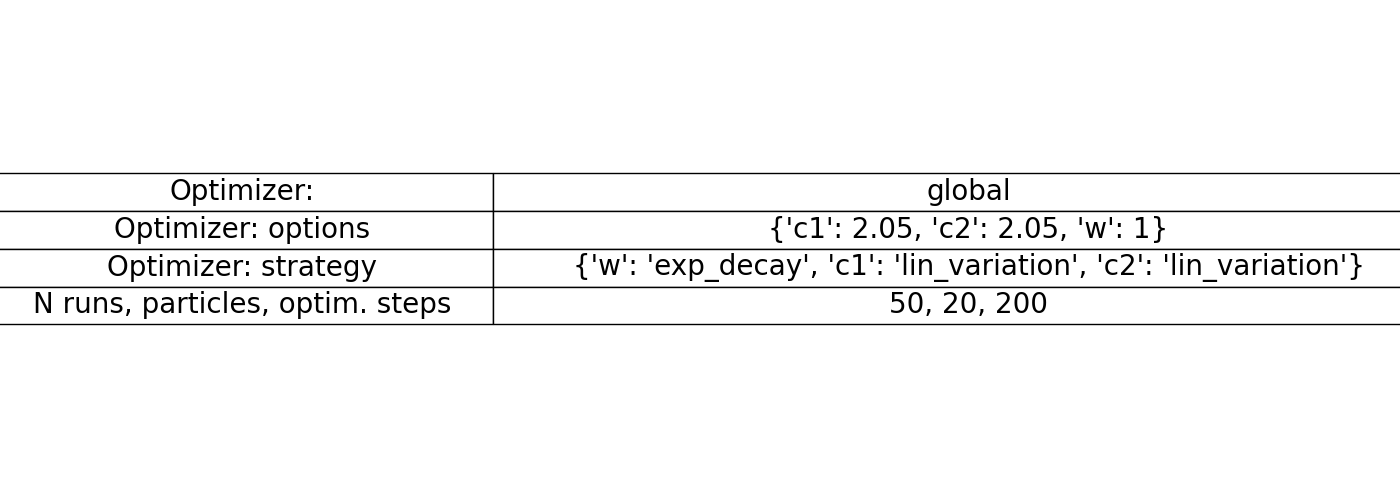 Optimizer: global
Optimizer: options {'c1': 2.05, 'c2': 2.05, 'w': 1}
Optimizer: strategy {'w': 'exp_decay', 'c1': 'lin_variation', 'c2': 'lin_variation'}
N runs, particles, optim. steps 50, 20, 200